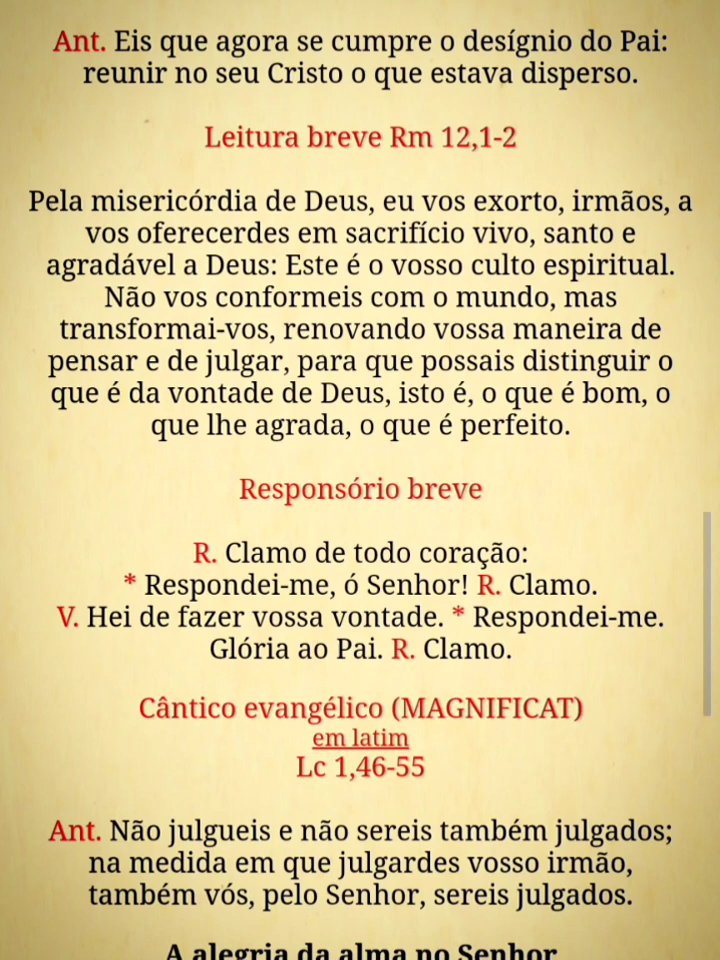 Ant. Eis que agora se cumpre o desígnio do Pai:
reunir no seu Cristo o que estava disperso.
Leitura breve Rm 12,1-2
Pela misericórdia de Deus, eu vos exorto, irmãos, a
vos oferecerdes em sacrifício vivo, santo e
agradável a Deus: Este é o vosso culto espiritual.
Não vos conformeis com o mundo, mas
transformai-vos, renovando vossa maneira de
pensar e de julgar, para que possais distinguir o
que é da vontade de Deus, isto é, o que é bom, o
que lhe agrada, o que é perfeito.
Responsório breve
R. Clamo de todo coração:
* Respondei-me, ó Senhor! R. Clamo.
V. Hei de fazer vossa vontade. * Respondei-me.
Glória ao Pai. R. Clamo.
Cântico evangélico (MAGNIFICAT)
em latim
Lc 1,46-55
Ant. Não julgueis e não sereis também julgados;
na medida em que julgardes vosso irmão,
também vós, pelo Senhor, sereis julgados.
A alegria da alma no Senhor